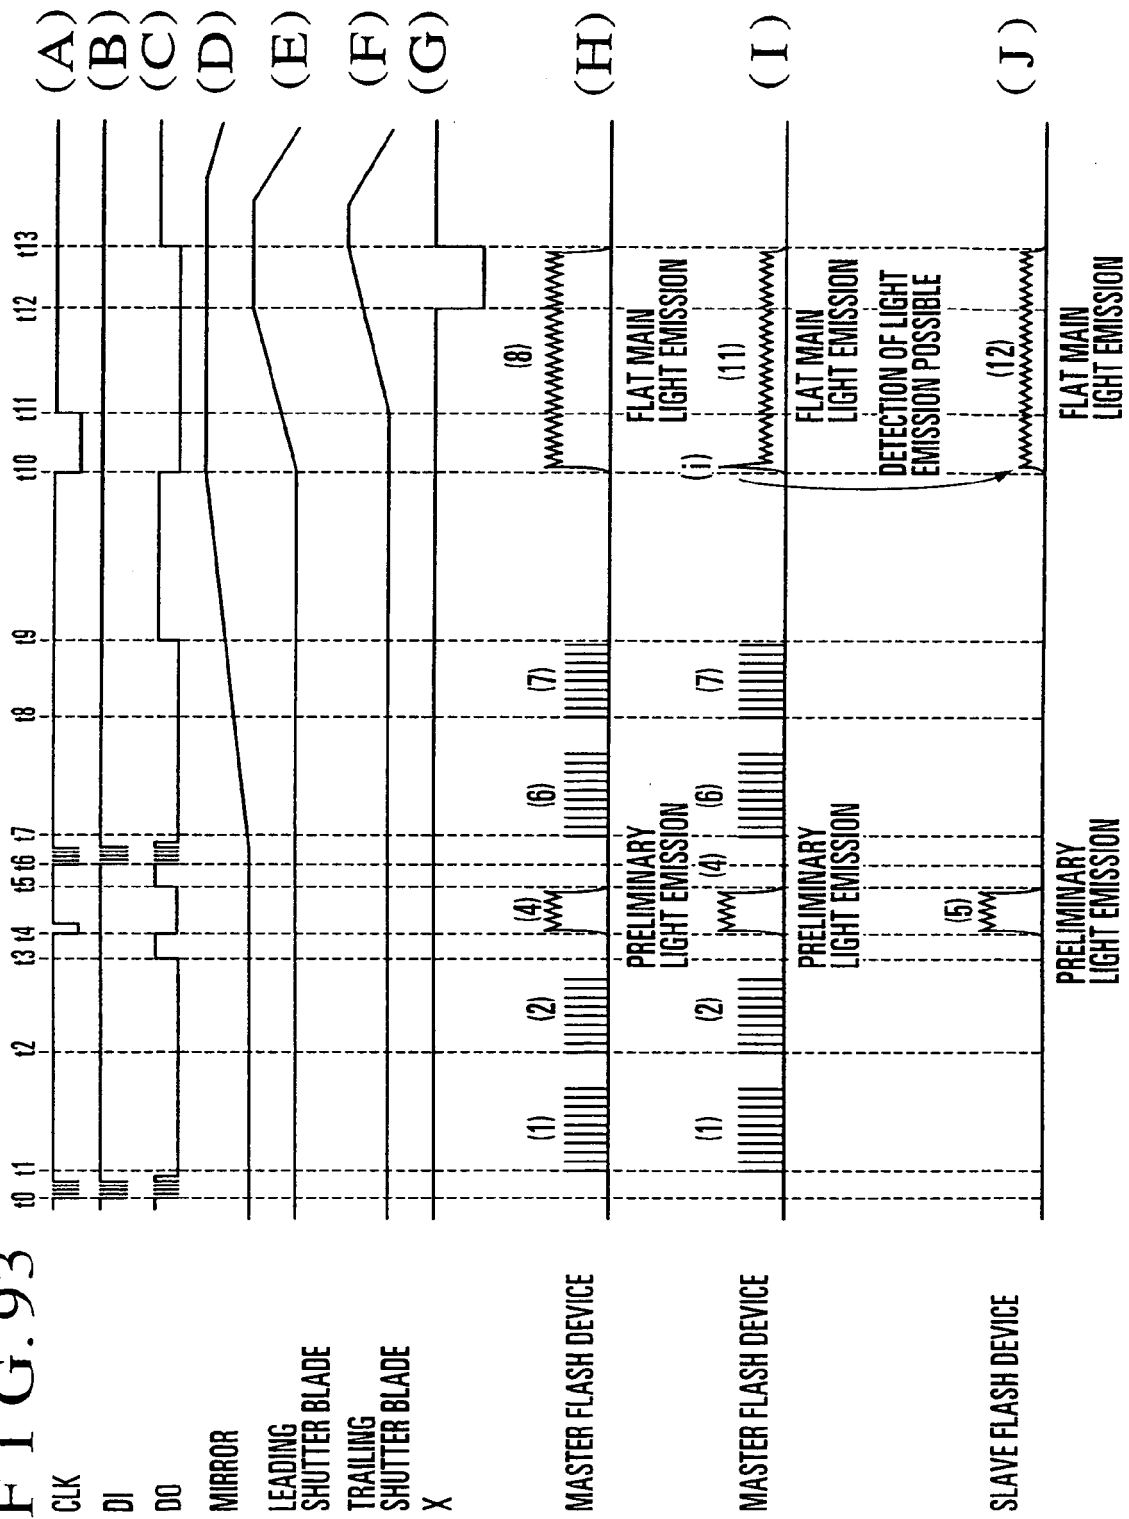 FIG.93
t0 t1 t2 t3 t4 t5 t6 t7 t8 t9 t10 t11 t12 t13
CLK (A)
DI (B)
DO (C)
MIRROR (D)
LEADING
SHUTTER BLADE (E)
TRAILING
SHUTTER BLADE (F)
X (G)
(1) (2) (4) (6) (7) (8)
MASTER FLASH DEVICE (H)
PRELIMINARY
LIGHT EMISSION
FLAT MAIN
LIGHT EMISSION
(1) (2) (4) (6) (7) (i) (11)
MASTER FLASH DEVICE (I)
PRELIMINARY
LIGHT EMISSION
FLAT MAIN
LIGHT EMISSION
DETECTION OF LIGHT
EMISSION POSSIBLE
(5) (12)
SLAVE FLASH DEVICE (J)
PRELIMINARY
LIGHT EMISSION
FLAT MAIN
LIGHT EMISSION